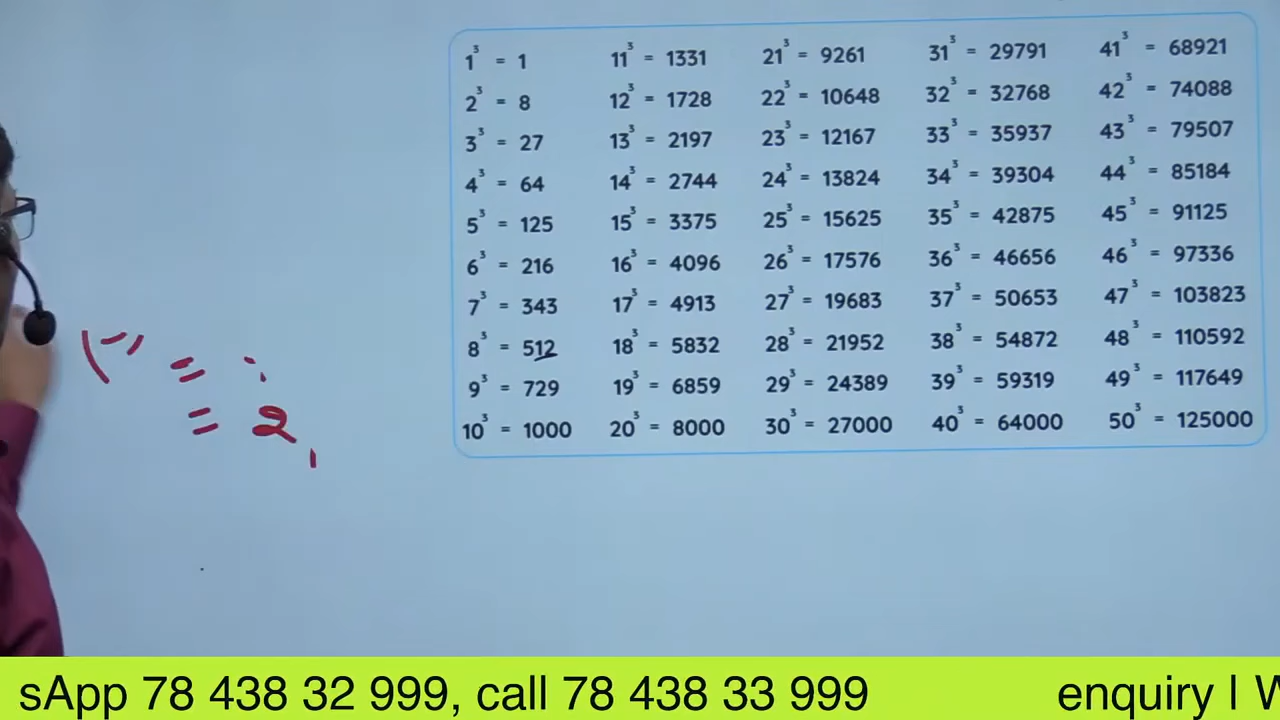 1³ = 1 11³ = 1331 21³ = 9261 31³ = 29791 41³ = 68921
2³ = 8 12³ = 1728 22³ = 10648 32³ = 32768 42³ = 74088
3³ = 27 13³ = 2197 23³ = 12167 33³ = 35937 43³ = 79507
4³ = 64 14³ = 2744 24³ = 13824 34³ = 39304 44³ = 85184
5³ = 125 15³ = 3375 25³ = 15625 35³ = 42875 45³ = 91125
6³ = 216 16³ = 4096 26³ = 17576 36³ = 46656 46³ = 97336
7³ = 343 17³ = 4913 27³ = 19683 37³ = 50653 47³ = 103823
8³ = 512 18³ = 5832 28³ = 21952 38³ = 54872 48³ = 110592
9³ = 729 19³ = 6859 29³ = 24389 39³ = 59319 49³ = 117649
10³ = 1000 20³ = 8000 30³ = 27000 40³ = 64000 50³ = 125000
=
= 2
sApp 78 438 32 999, call 78 438 33 999 enquiry